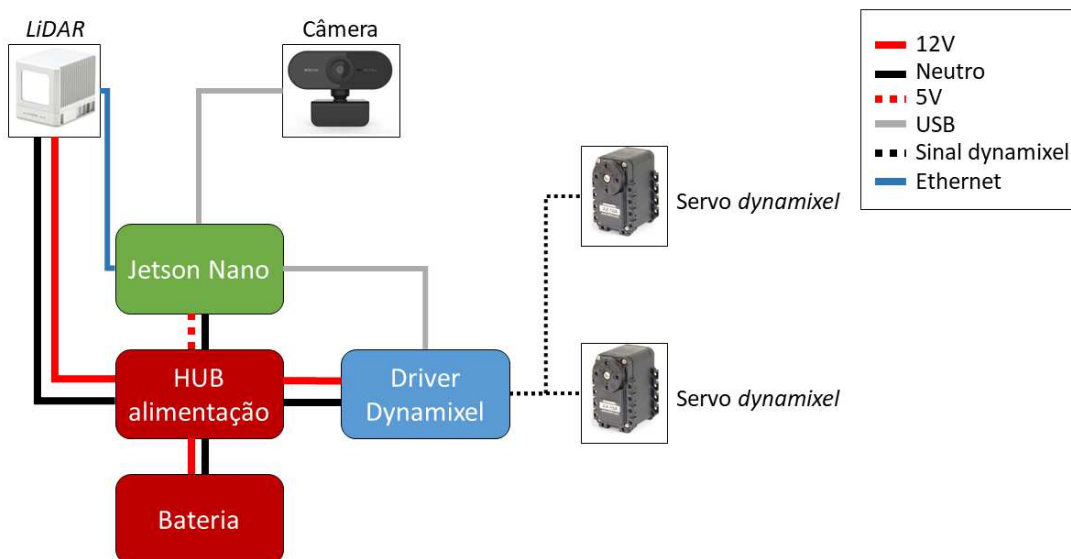 LiDAR
Câmera
12V
Neutro
5V
USB
Sinal dynamixel
Ethernet
Servo dynamixel
Jetson Nano
HUB
alimentação
Driver
Dynamixel
Servo dynamixel
Bateria